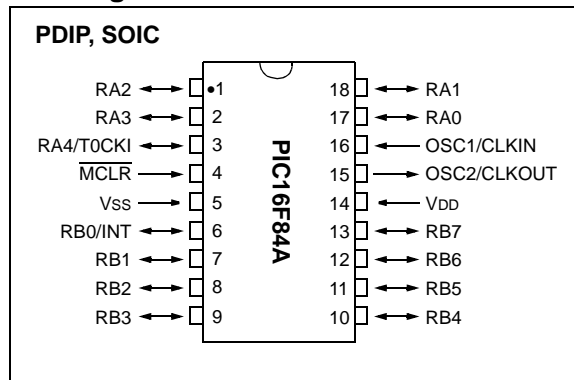 PDIP, SOIC
RA2 •1 18 RA1
RA3 2 17 RA0
RA4/T0CKI 3 16 OSC1/CLKIN
MCLR 4 15 OSC2/CLKOUT
VSS 5 14 VDD
RB0/INT 6 13 RB7
RB1 7 12 RB6
RB2 8 11 RB5
RB3 9 10 RB4
PIC16F84A